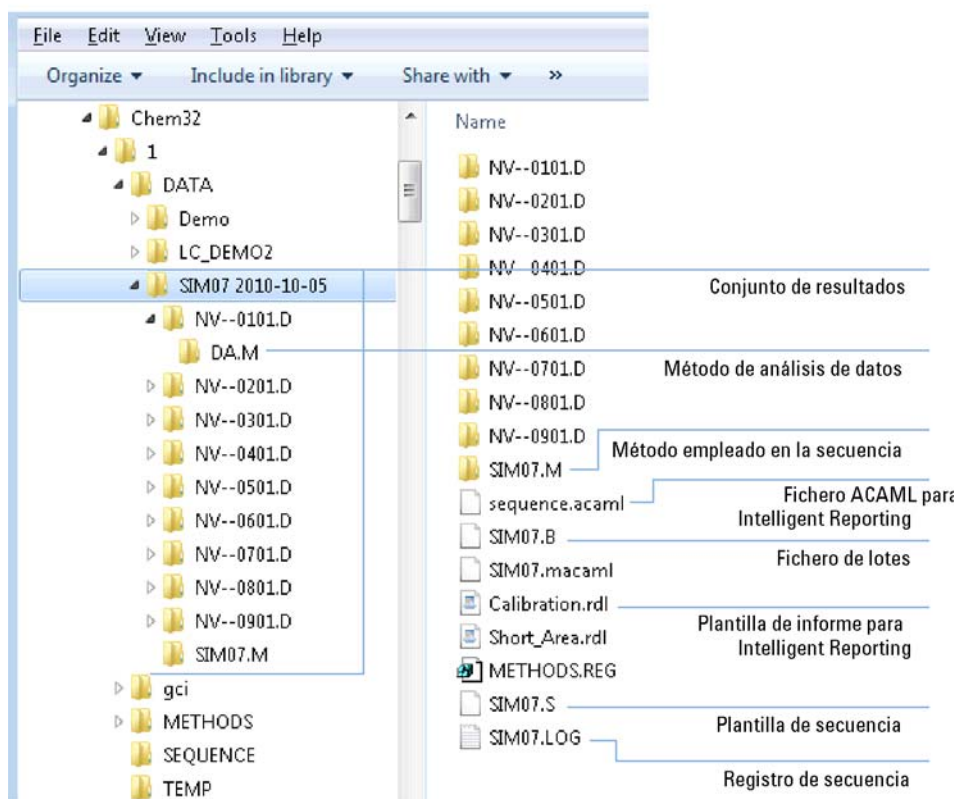 File Edit View Tools Help
Organize Include in library Share with »
Chem32
1
DATA
Demo
LC_DEMO2
SIM07 2010-10-05
NV--0101.D
DA.M
NV--0201.D
NV--0301.D
NV--0401.D
NV--0501.D
NV--0601.D
NV--0701.D
NV--0801.D
NV--0901.D
SIM07.M
gci
METHODS
SEQUENCE
TEMP
Name
NV--0101.D
NV--0201.D
NV--0301.D
NV--0401.D
NV--0501.D
NV--0601.D
NV--0701.D
NV--0801.D
NV--0901.D
SIM07.M
sequence.acaml
SIM07.B
SIM07.macaml
Calibration.rdl
Short_Area.rdl
METHODS.REG
SIM07.S
SIM07.LOG
Conjunto de resultados
Método de análisis de datos
Método empleado en la secuencia
Fichero ACAML para
Intelligent Reporting
Fichero de lotes
Plantilla de informe para
Intelligent Reporting
Plantilla de secuencia
Registro de secuencia